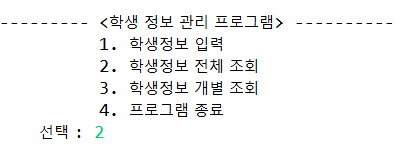 --------- <학생 정보 관리 프로그램> ----------
1. 학생정보 입력
2. 학생정보 전체 조회
3. 학생정보 개별 조회
4. 프로그램 종료
선택 : 2